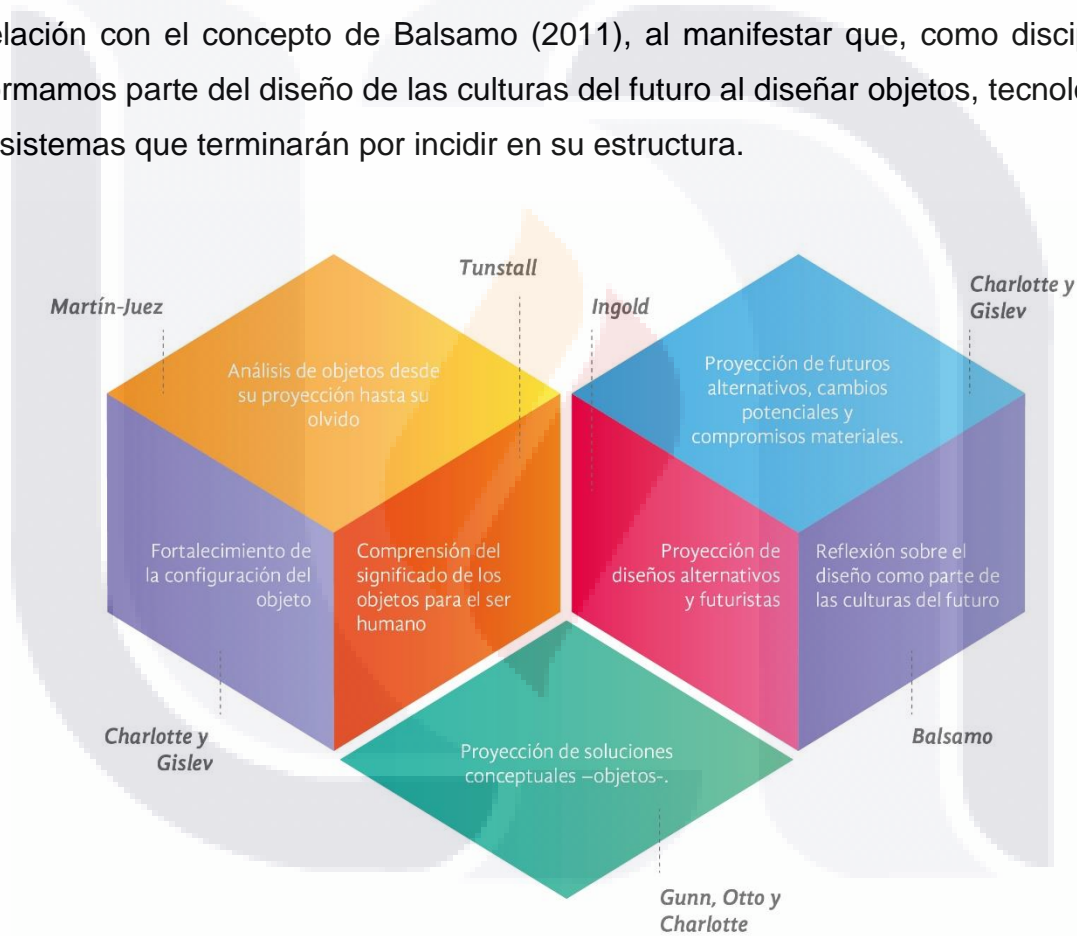 elación con el concepto de Balsamo (2011), al manifestar que, como disci
ormamos parte del diseño de las culturas del futuro al diseñar objetos, tecnol
sistemas que terminarán por incidir en su estructura.
Tunstall
Martín-Juez
Ingold
Charlotte y
Gislev
Análisis de objetos desde
su proyección hasta su
olvido
Proyección de futuros
alternativos, cambios
potenciales y
compromisos materiales.
Fortalecimiento de
la configuración del
objeto
Comprensión del
significado de los
objetos para el ser
humano
Proyección de
diseños alternativos
y futuristas
Reflexión sobre el
diseño como parte de
las culturas del futuro
Charlotte y
Gislev
Balsamo
Proyección de soluciones
conceptuales –objetos-.
Gunn, Otto y
Charlotte